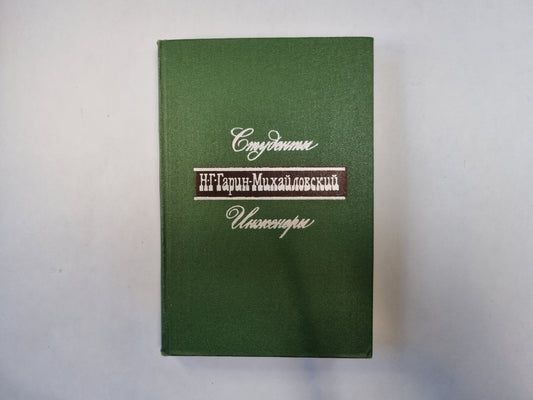 Студенты
Н·Г·Гарин-Михайловский
Инженеры